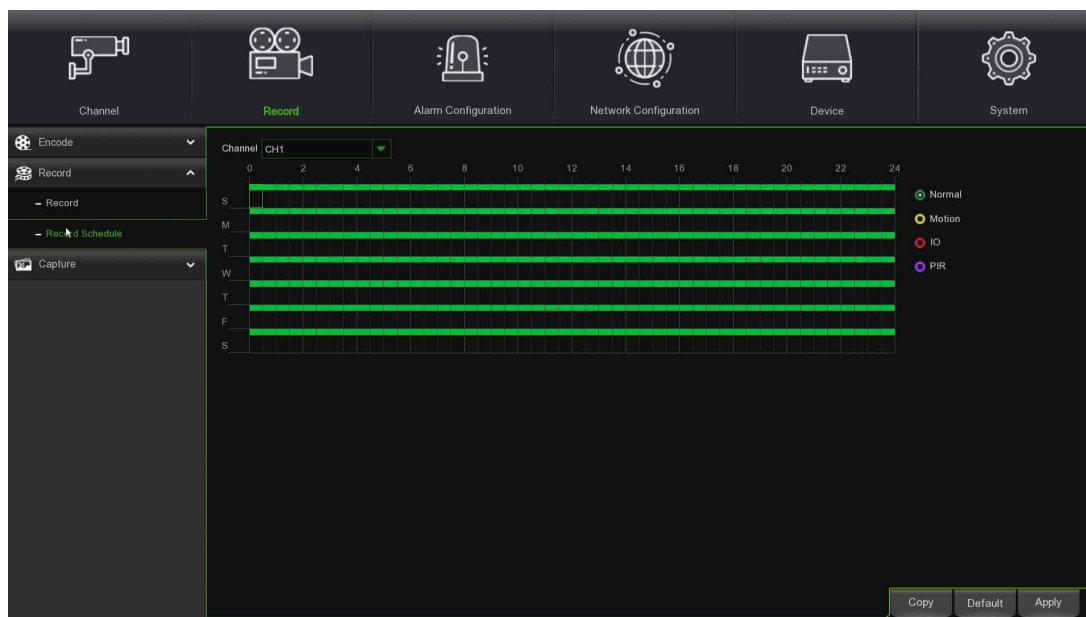 Channel
Record
Alarm Configuration
Network Configuration
Device
System
Encode
Record
Record
Record Schedule
Capture
Channel CH1
0 2 4 6 8 10 12 14 16 18 20 22 24
S
M
T
W
T
F
S
Normal
Motion
IO
PIR
Copy Default Apply